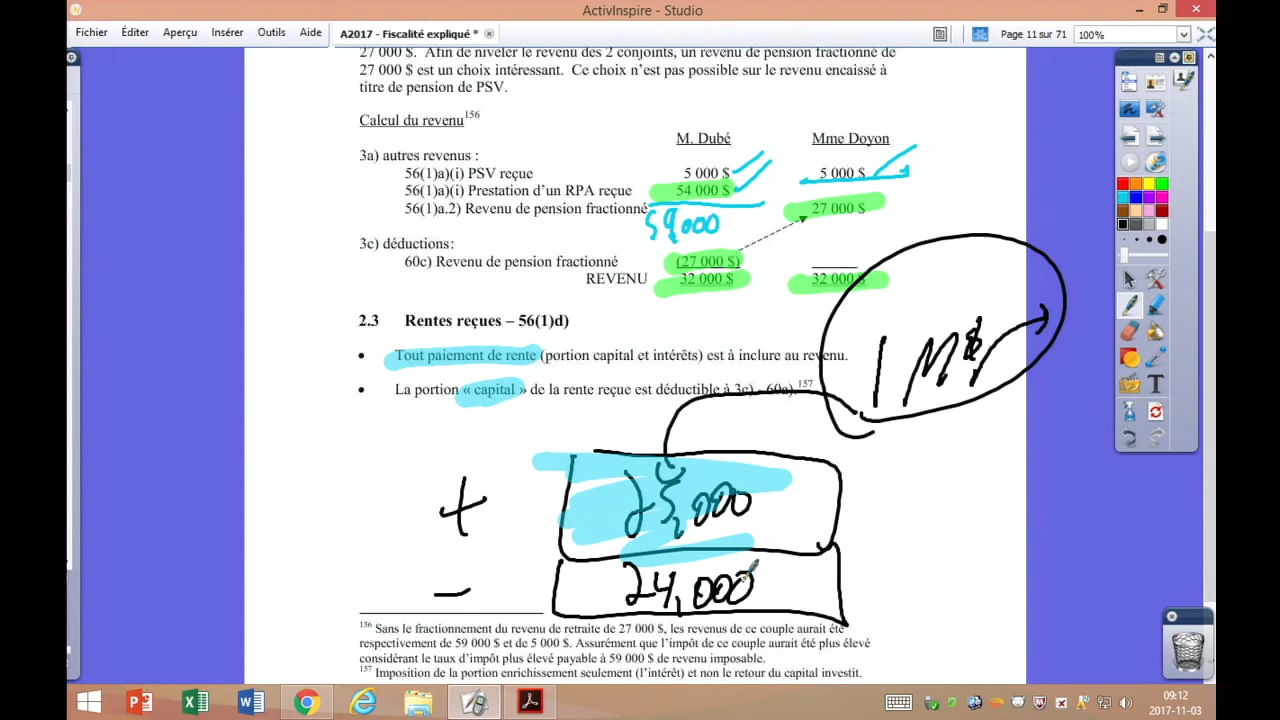 ActivInspire - Studio
Fichier Éditer Aperçu Insérer Outils Aide A2017 - Fiscalité expliqué * Page 11 sur 71 100%
27 000 $. Afin de niveler le revenu des 2 conjoints, un revenu de pension fractionné de
27 000 $ est un choix intéressant. Ce choix n'est pas possible sur le revenu encaissé à
titre de pension de PSV.
Calcul du revenu156
M. Dubé Mme Doyon
3a) autres revenus :
56(1)a)(i) PSV reçue 5 000 $ 5 000 $
56(1)a)(i) Prestation d'un RPA reçue 54 000 $
56(1)a.2) Revenu de pension fractionné 27 000 $
59,000
3c) déductions:
60c) Revenu de pension fractionné (27 000 $)
REVENU 32 000 $ 32 000 $
2.3 Rentes reçues – 56(1)d)
1 M$
• Tout paiement de rente (portion capital et intérêts) est à inclure au revenu.
• La portion « capital » de la rente reçue est déductible à 3c) – 60a).157
+ 25,000
- 24,000
156 Sans le fractionnement du revenu de retraite de 27 000 $, les revenus de ce couple aurait été
respectivement de 59 000 $ et de 5 000 $. Assurément que l'impôt de ce couple aurait été plus élevé
considérant le taux d'impôt plus élevé payable à 59 000 $ de revenu imposable.
157 Imposition de la portion enrichissement seulement (l'intérêt) et non le retour du capital investit.
09:12
2017-11-03